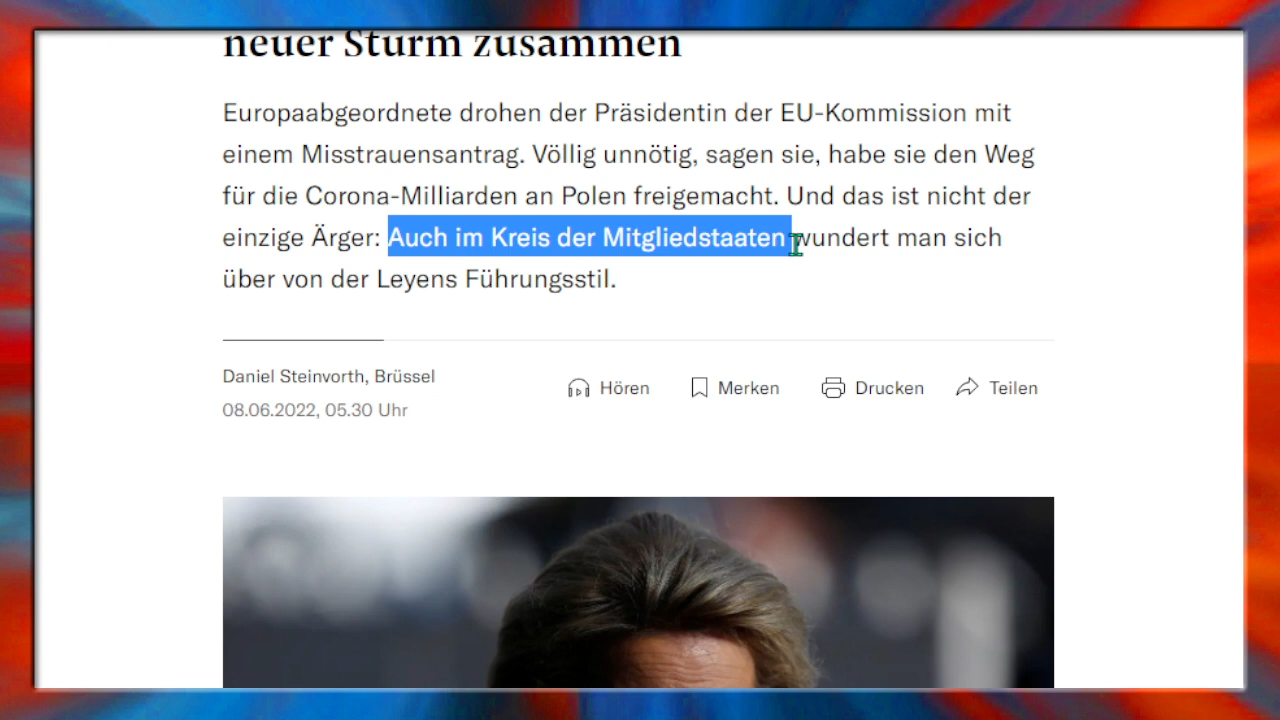 neuer Sturm zusammen
Europaabgeordnete drohen der Präsidentin der EU-Kommission mit
einem Misstrauensantrag. Völlig unnötig, sagen sie, habe sie den Weg
für die Corona-Milliarden an Polen freigemacht. Und das ist nicht der
einzige Ärger: Auch im Kreis der Mitgliedstaaten wundert man sich
über von der Leyens Führungsstil.
Daniel Steinvorth, Brüssel
08.06.2022, 05.30 Uhr
Hören Merken Drucken Teilen